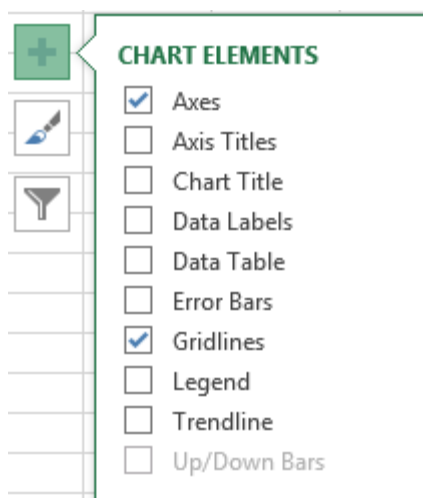 CHART ELEMENTS
Axes
Axis Titles
Chart Title
Data Labels
Data Table
Error Bars
Gridlines
Legend
Trendline
Up/Down Bars